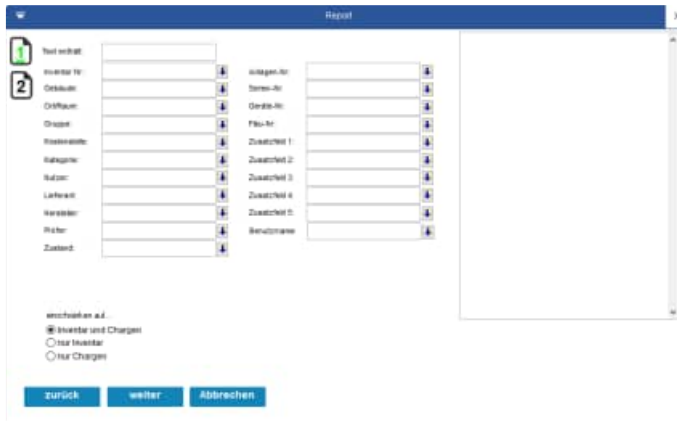 Report
1
Text enthält:
Inventar Nr:
Anlagen-Nr:
2
Gebäude:
Serien-Nr:
Ort/Raum:
Geräte-Nr:
Gruppe:
Kostenstelle:
Zusatzfeld 1:
Kategorie:
Zusatzfeld 2:
Nutzer:
Zusatzfeld 3:
Lieferant:
Zusatzfeld 4:
Hersteller:
Zusatzfeld 5:
Prüfer:
Benutzername
Zustand:
einschränken auf...
Inventar und Chargen
nur Inventar
nur Chargen
zurück weiter Abbrechen